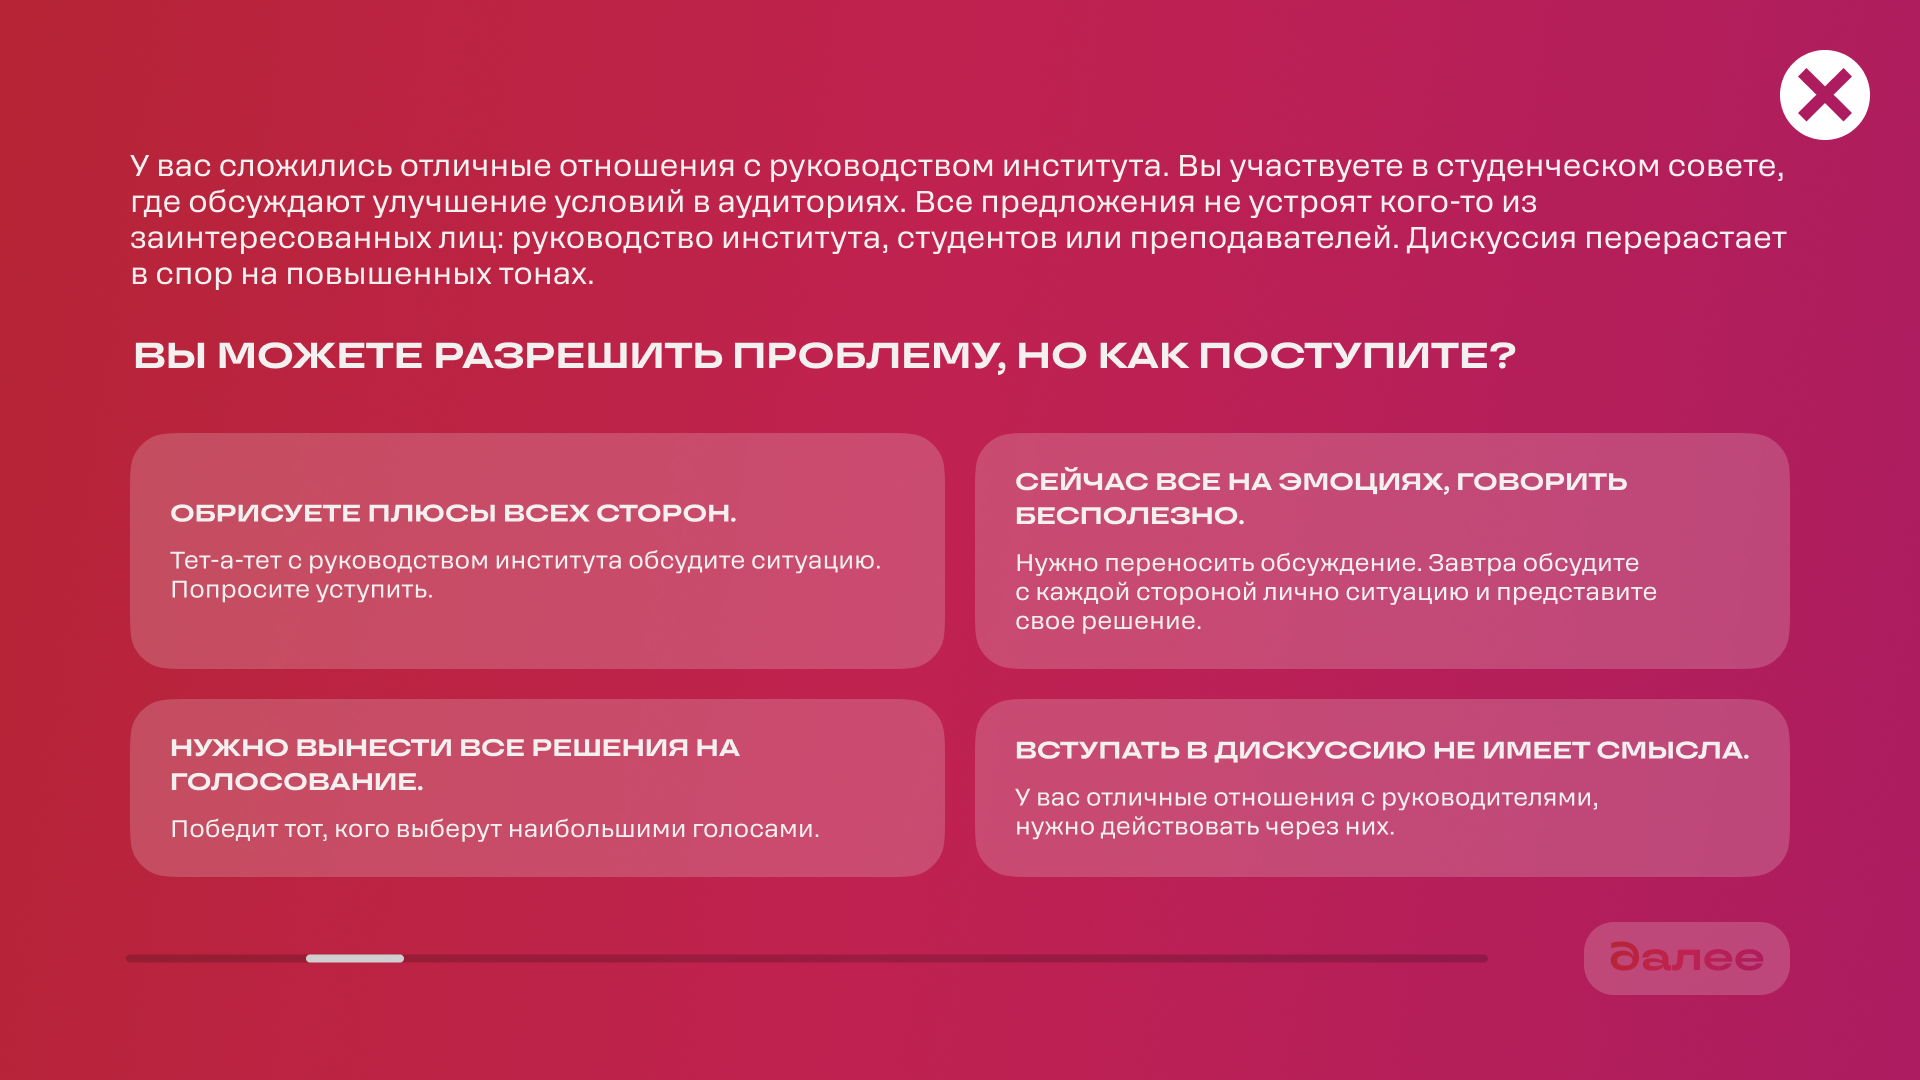 У вас сложились отличные отношения с руководством института. Вы участвуете в студенческом совете,
где обсуждают улучшение условий в аудиториях. Все предложения не устроят кого-то из
заинтересованных лиц: руководство института, студентов или преподавателей. Дискуссия перерастает
в спор на повышенных тонах.
ВЫ МОЖЕТЕ РАЗРЕШИТЬ ПРОБЛЕМУ, НО КАК ПОСТУПИТЕ?
ОБРИСУЕТЕ ПЛЮСЫ ВСЕХ СТОРОН.
Тет-а-тет с руководством института обсудите ситуацию.
Попросите уступить.
СЕЙЧАС ВСЕ НА ЭМОЦИЯХ, ГОВОРИТЬ
БЕСПОЛЕЗНО.
Нужно переносить обсуждение. Завтра обсудите
с каждой стороной лично ситуацию и представите
свое решение.
НУЖНО ВЫНЕСТИ ВСЕ РЕШЕНИЯ НА
ГОЛОСОВАНИЕ.
Победит тот, кого выберут наибольшими голосами.
ВСТУПАТЬ В ДИСКУССИЮ НЕ ИМЕЕТ СМЫСЛА.
У вас отличные отношения с руководителями,
нужно действовать через них.
далее